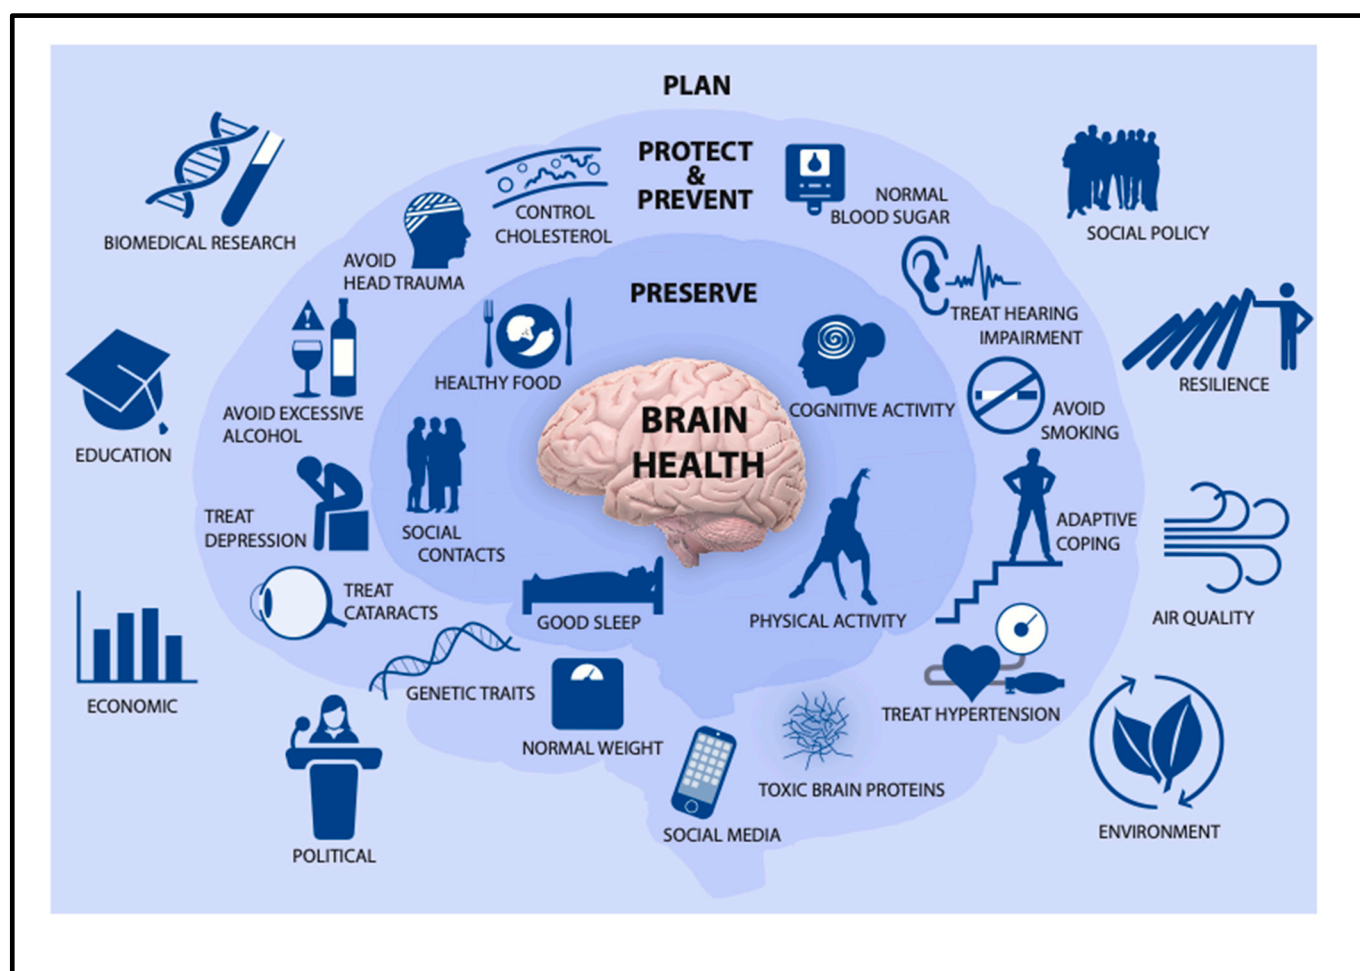 PLAN
PROTECT
&
PREVENT
PRESERVE
BRAIN
HEALTH
BIOMEDICAL RESEARCH
CONTROL
CHOLESTEROL
NORMAL
BLOOD SUGAR
SOCIAL POLICY
AVOID
HEAD TRAUMA
TREAT HEARING
IMPAIRMENT
HEALTHY FOOD
COGNITIVE ACTIVITY
RESILIENCE
AVOID EXCESSIVE
ALCOHOL
AVOID
SMOKING
EDUCATION
TREAT
DEPRESSION
SOCIAL
CONTACTS
ADAPTIVE
COPING
TREAT
CATARACTS
GOOD SLEEP
PHYSICAL ACTIVITY
AIR QUALITY
ECONOMIC
GENETIC TRAITS
NORMAL WEIGHT
TREAT HYPERTENSION
TOXIC BRAIN PROTEINS
SOCIAL MEDIA
POLITICAL
ENVIRONMENT